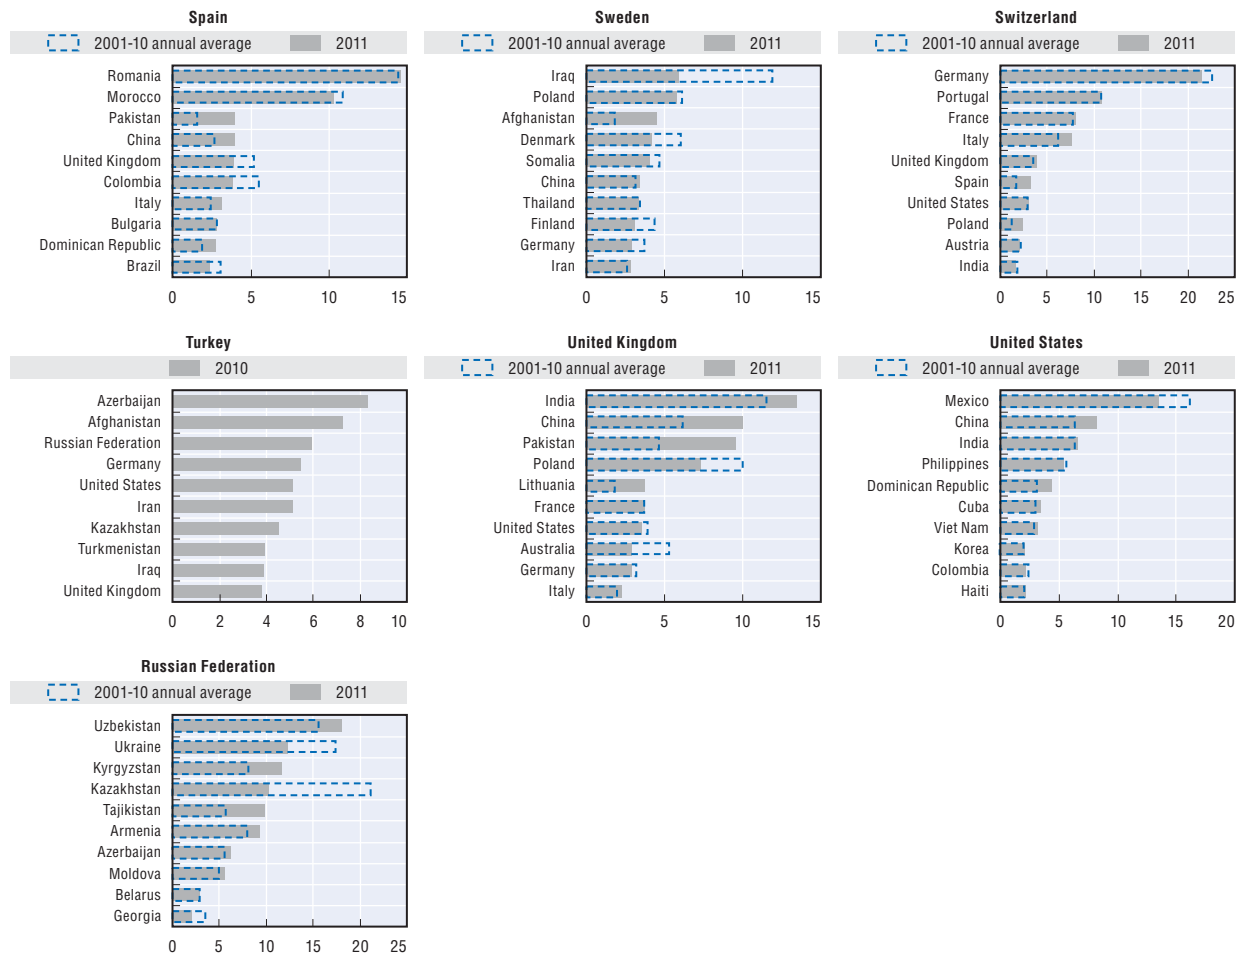 Spain
2001-10 annual average 2011
Romania
Morocco
Pakistan
China
United Kingdom
Colombia
Italy
Bulgaria
Dominican Republic
Brazil
0 5 10 15
Sweden
2001-10 annual average 2011
Iraq
Poland
Afghanistan
Denmark
Somalia
China
Thailand
Finland
Germany
Iran
0 5 10 15
Switzerland
2001-10 annual average 2011
Germany
Portugal
France
Italy
United Kingdom
Spain
United States
Poland
Austria
India
0 5 10 15 20 25
Turkey
2010
Azerbaijan
Afghanistan
Russian Federation
Germany
United States
Iran
Kazakhstan
Turkmenistan
Iraq
United Kingdom
0 2 4 6 8 10
United Kingdom
2001-10 annual average 2011
India
China
Pakistan
Poland
Lithuania
France
United States
Australia
Germany
Italy
0 5 10 15
United States
2001-10 annual average 2011
Mexico
China
India
Philippines
Dominican Republic
Cuba
Viet Nam
Korea
Colombia
Haiti
0 5 10 15 20
Russian Federation
2001-10 annual average 2011
Uzbekistan
Ukraine
Kyrgyzstan
Kazakhstan
Tajikistan
Armenia
Azerbaijan
Moldova
Belarus
Georgia
0 5 10 15 20 25